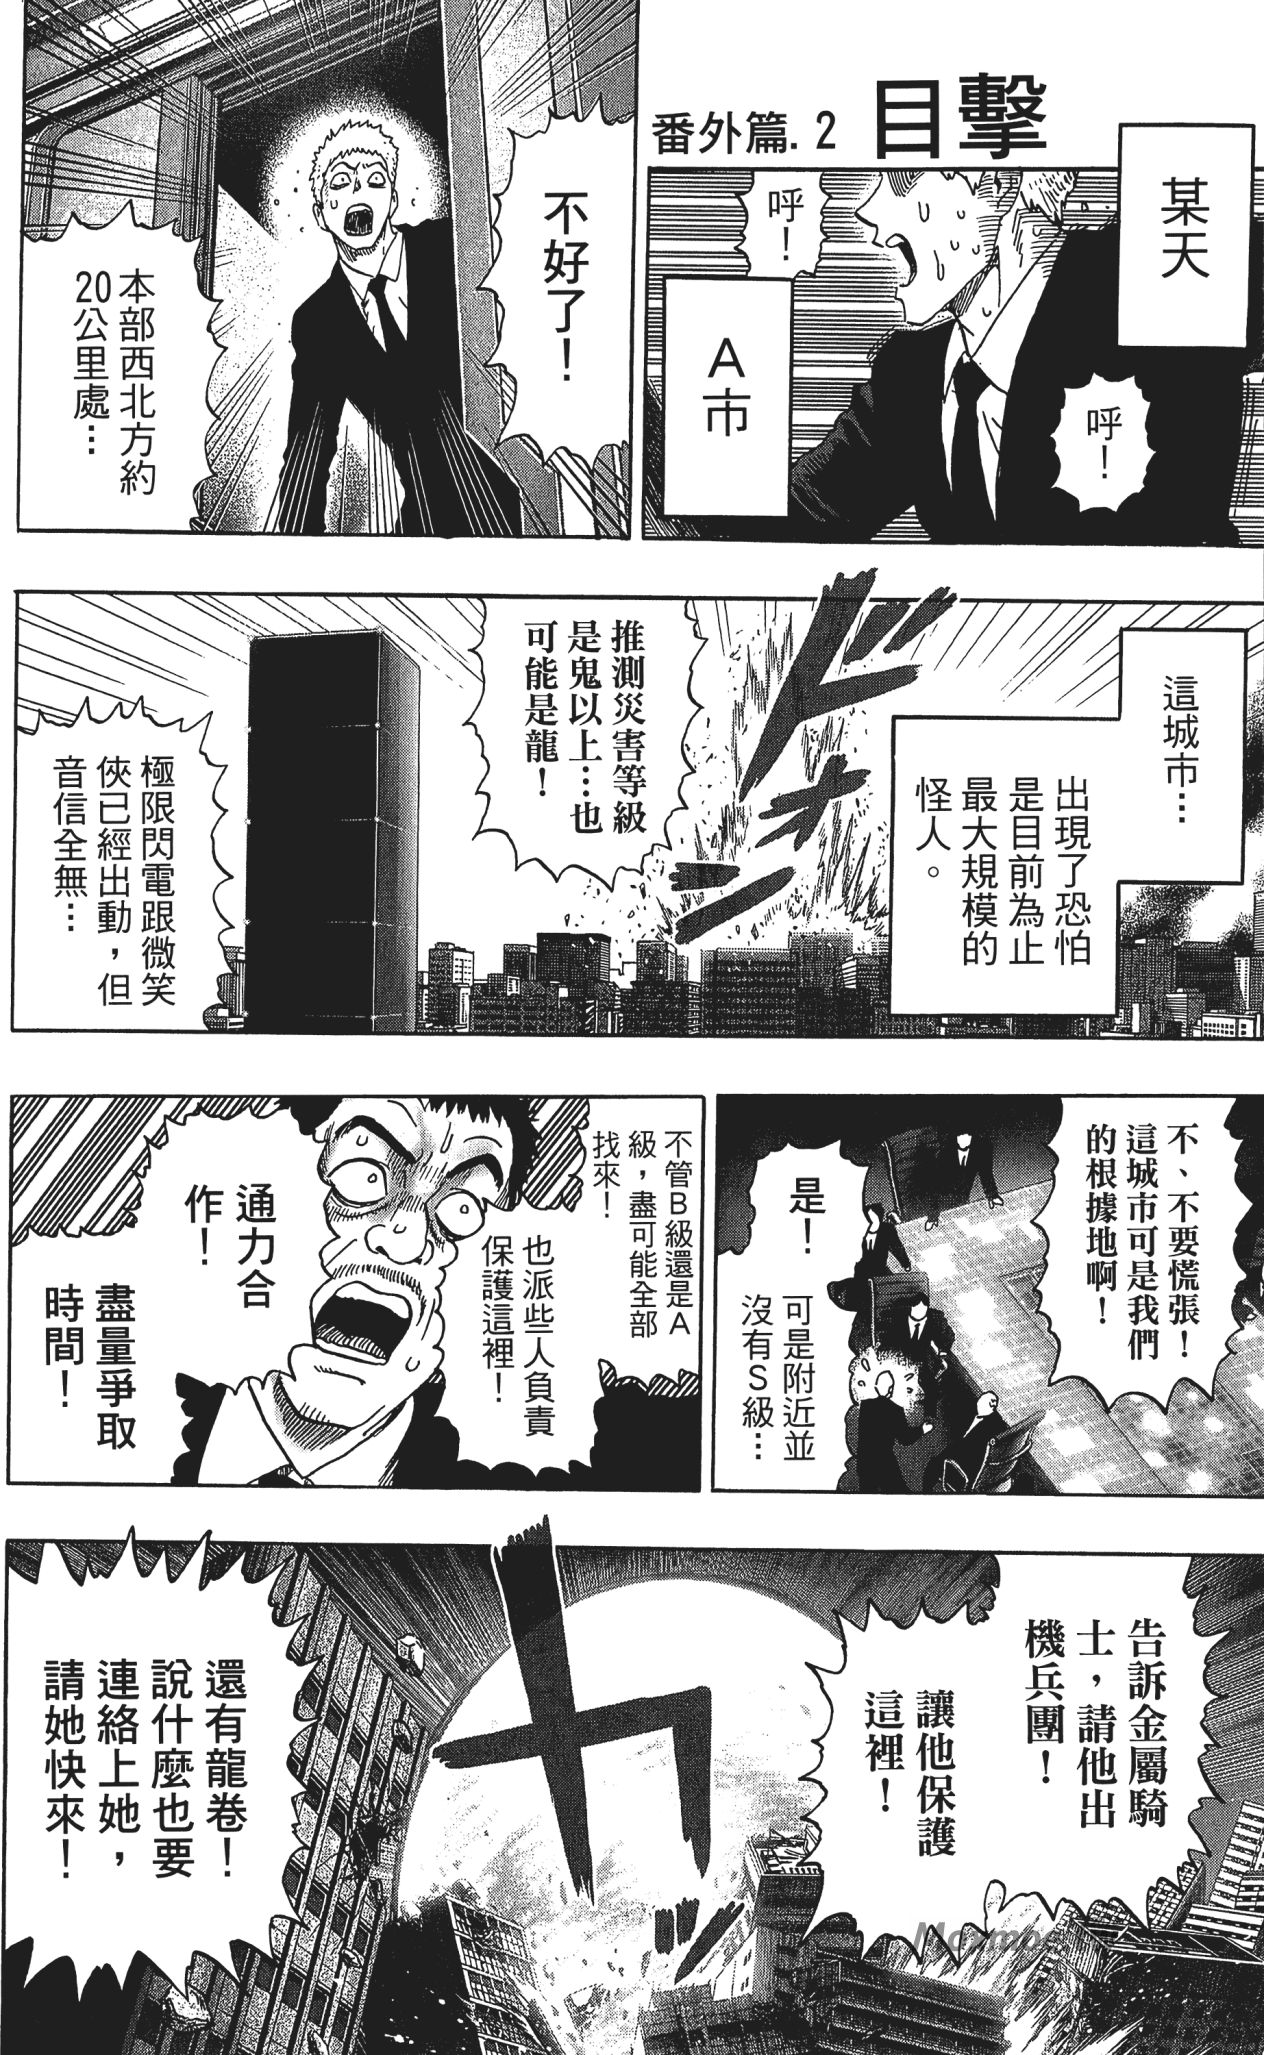 番外篇.2 目擊
某天
呼！
呼！
A市
不好了！
本部西北方約
20公里處…
這城市…
出現了恐怕
是目前為止
最大規模的
怪人。
ドオン
推測災害等級
是鬼以上…也
可能是龍！
極限閃電跟微笑
俠已經出動，但
音信全無…
不、不要慌張！
這城市可是我們
的根據地啊！
是！
可是附近並
沒有S級…
不管B級還是A
級，盡可能全部
找來！
也派些人負責
保護這裡！
通力合
作！
盡量爭取
時間！
告訴金屬騎
士，請他出
機兵團！
讓他保護
這裡！
カッ
還有龍卷！
說什麼也要
連絡上她，
請她快來！